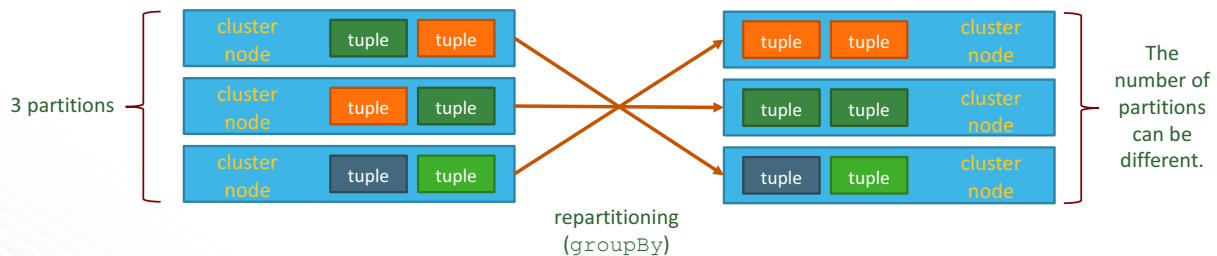 3 partitions
cluster
node
tuple
tuple
cluster
node
tuple
tuple
cluster
node
tuple
tuple
repartitioning
(groupBy)
tuple
tuple
cluster
node
tuple
tuple
cluster
node
tuple
tuple
cluster
node
The
number of
partitions
can be
different.